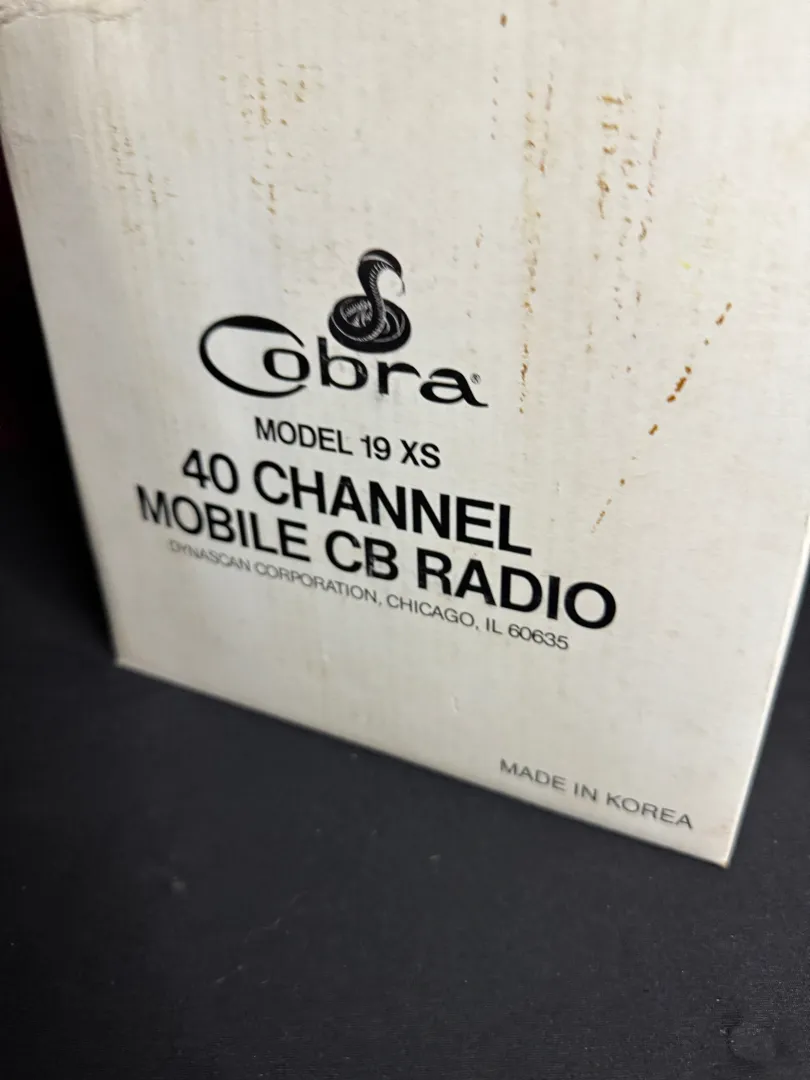 Cobra®
MODEL 19 XS
40 CHANNEL
MOBILE CB RADIO
DYNASCAN CORPORATION, CHICAGO, IL 60635
MADE IN KOREA